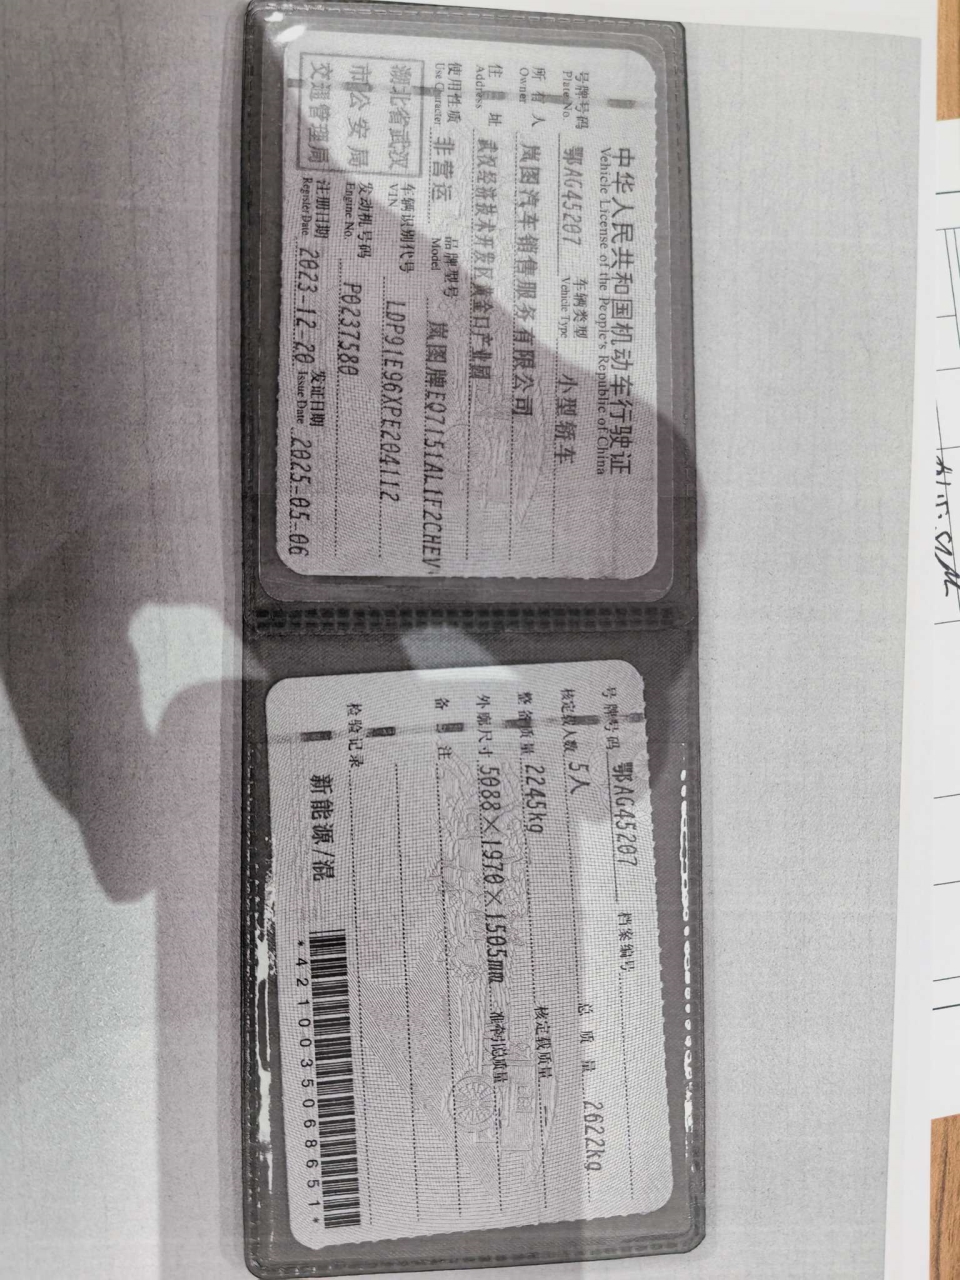 中华人民共和国机动车行驶证
Vehicle License of the People's Republic of China
号牌号码 鄂AG45207 车辆类型 小型轿车
Plate No. Vehicle Type
所有人 岚图汽车销售服务有限公司
Owner
住址 武汉经济技术开发区黄金口产业园
Address
使用性质 非营运 品牌型号 岚图牌EQ7151AL1F2CHEV
Use Character Model
湖北省武汉
市公安局
交通管理局
车辆识别代号 LDP91E96XPE204112
VIN
发动机号码 P0237580
Engine No.
注册日期 2023-12-20 发证日期 2025-05-06
Register Date Issue Date
号牌号码 鄂AG45207 档案编号
核定载人数 5人 总质量 2622kg
整备质量 2245kg 核定载质量
外廓尺寸 5088×1970×1505mm 准牵引总质量
备注
检验记录
新能源/混
*4210035068651*